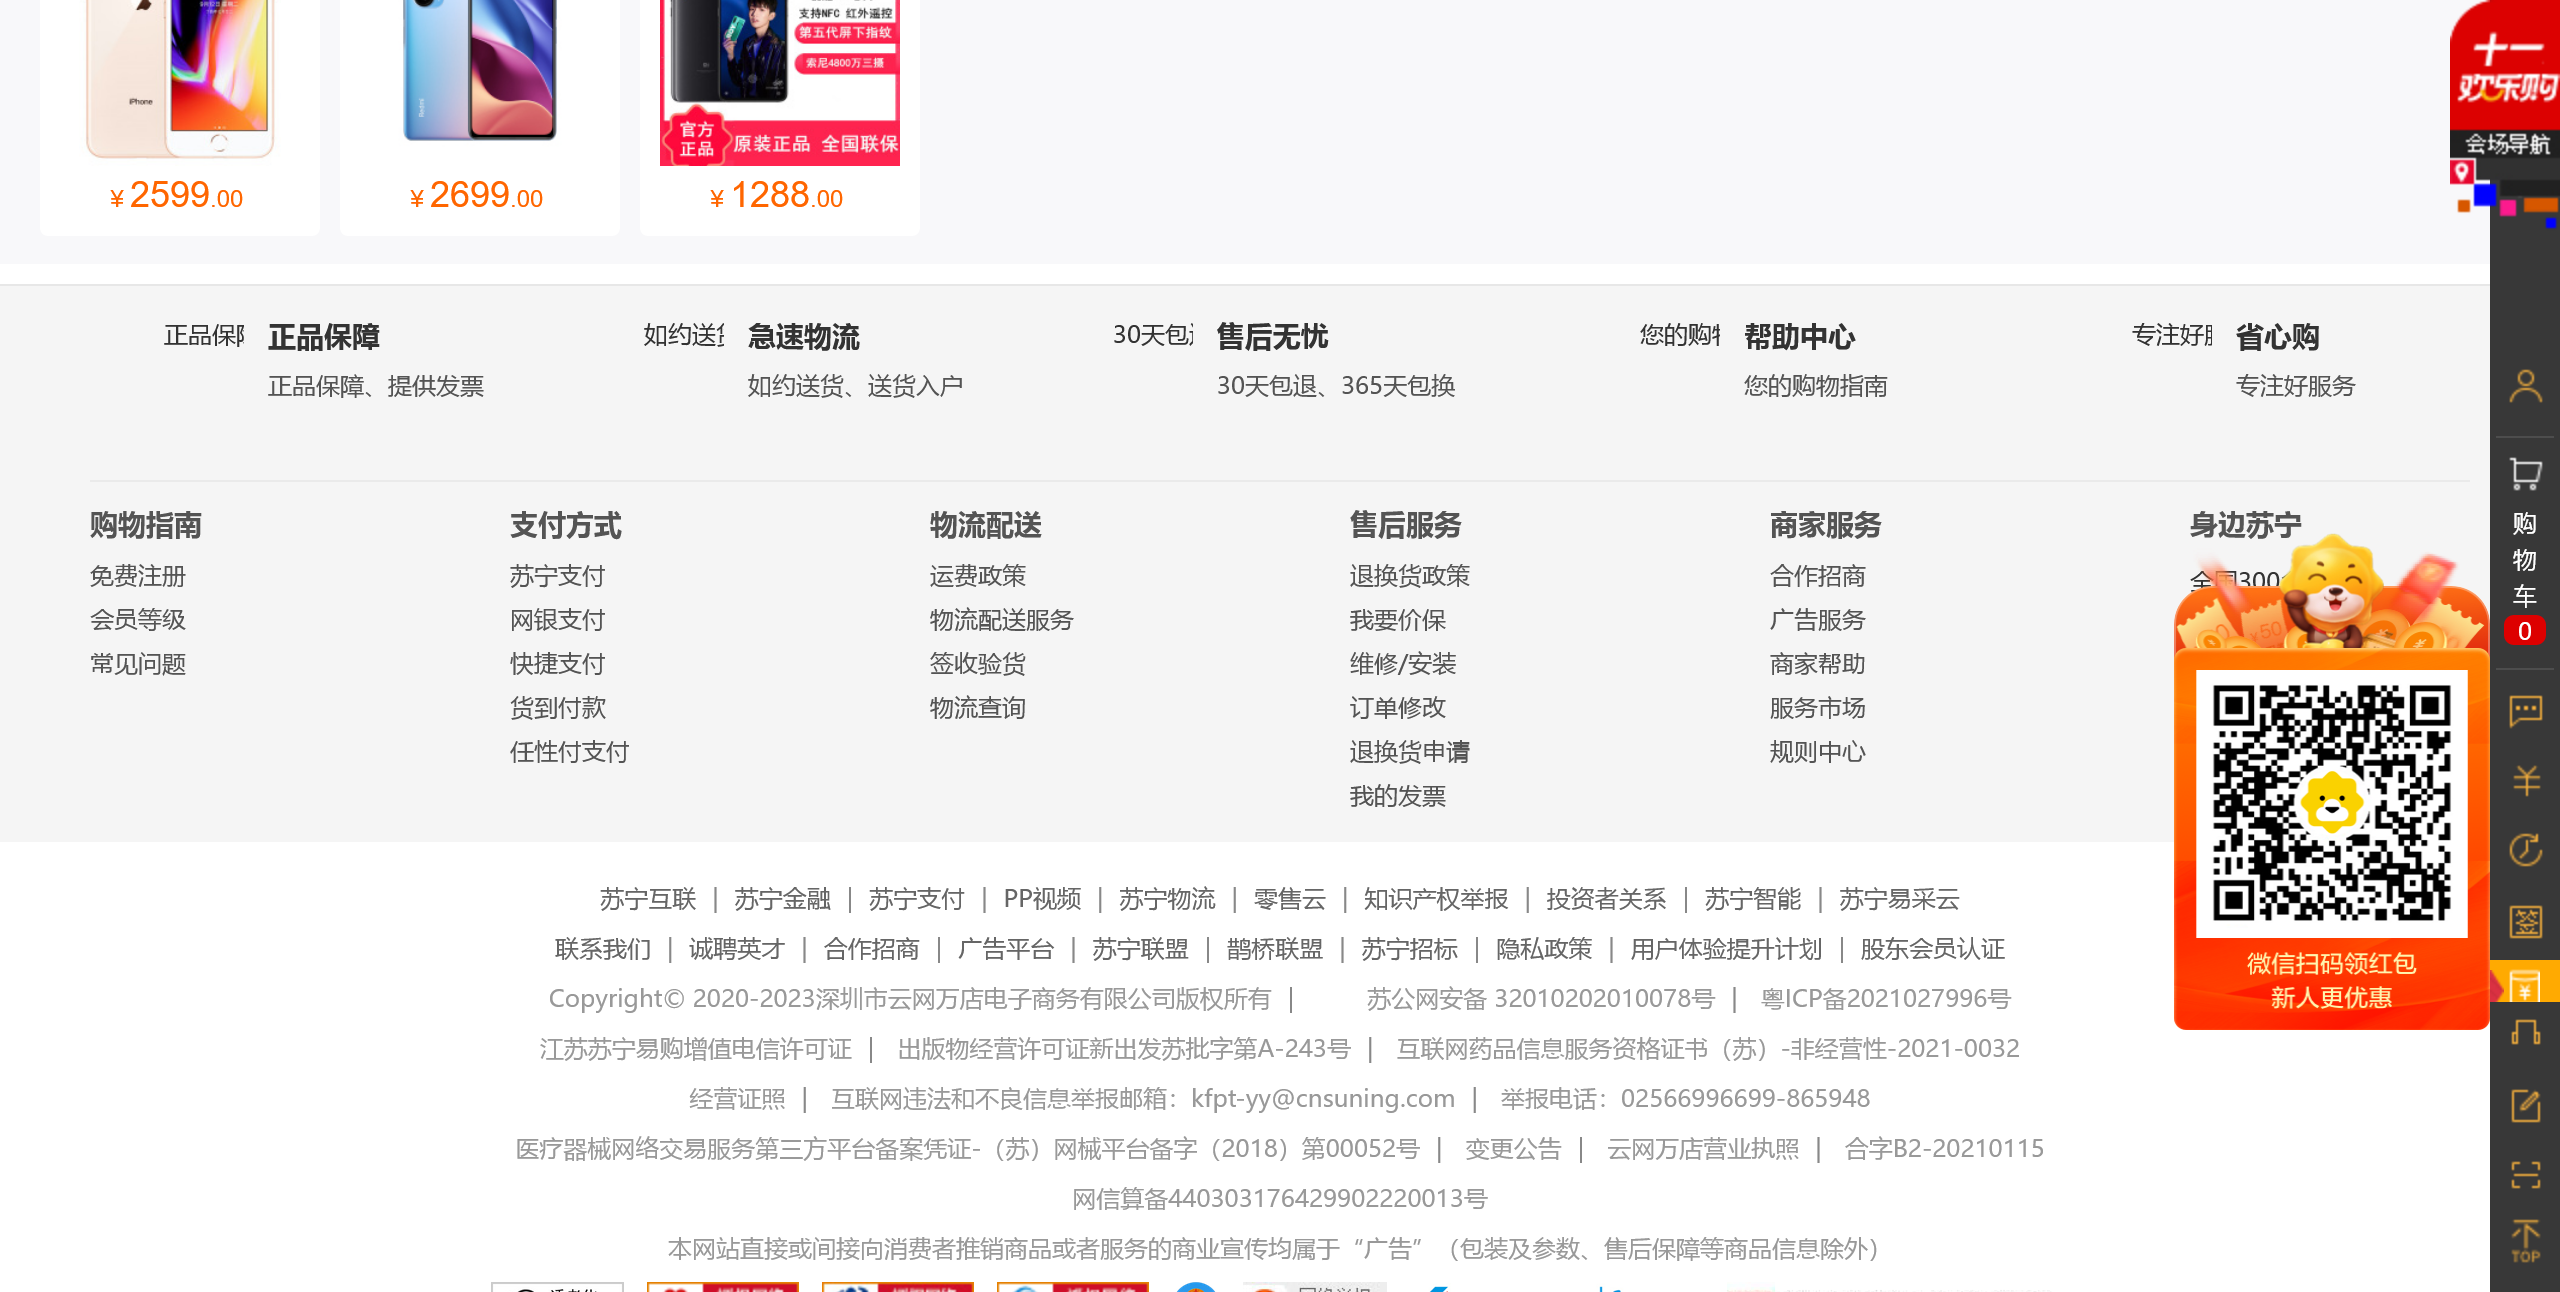 iPhone
Redmi
支持NFC 红外遥控
第五代屏下指纹
索尼4800万三摄
官方
正品
原装正品 全国联保
¥2599.00
¥2699.00
¥1288.00
十一
欢乐购
会场导航
正品保
正品保障
正品保障、提供发票
如约送
急速物流
如约送货、送货入户
30天包
售后无忧
30天包退、365天包换
您的购
帮助中心
您的购物指南
专注好
省心购
专注好服务
购物指南
免费注册
会员等级
常见问题
支付方式
苏宁支付
网银支付
快捷支付
货到付款
任性付支付
物流配送
运费政策
物流配送服务
签收验货
物流查询
售后服务
退换货政策
我要价保
维修/安装
订单修改
退换货申请
我的发票
商家服务
合作招商
广告服务
商家帮助
服务市场
规则中心
身边苏宁
全国300
微信扫码领红包
新人更优惠
购
物
车
0
签
TOP
苏宁互联 | 苏宁金融 | 苏宁支付 | PP视频 | 苏宁物流 | 零售云 | 知识产权举报 | 投资者关系 | 苏宁智能 | 苏宁易采云
联系我们 | 诚聘英才 | 合作招商 | 广告平台 | 苏宁联盟 | 鹊桥联盟 | 苏宁招标 | 隐私政策 | 用户体验提升计划 | 股东会员认证
Copyright© 2020-2023深圳市云网万店电子商务有限公司版权所有 | 苏公网安备 32010202010078号 | 粤ICP备2021027996号
江苏苏宁易购增值电信许可证 | 出版物经营许可证新出发苏批字第A-243号 | 互联网药品信息服务资格证书（苏）-非经营性-2021-0032
经营证照 | 互联网违法和不良信息举报邮箱：kfpt-yy@cnsuning.com | 举报电话：02566996699-865948
医疗器械网络交易服务第三方平台备案凭证-（苏）网械平台备字（2018）第00052号 | 变更公告 | 云网万店营业执照 | 合字B2-20210115
网信算备440303176429902220013号
本网站直接或间接向消费者推销商品或者服务的商业宣传均属于“广告”（包装及参数、售后保障等商品信息除外）